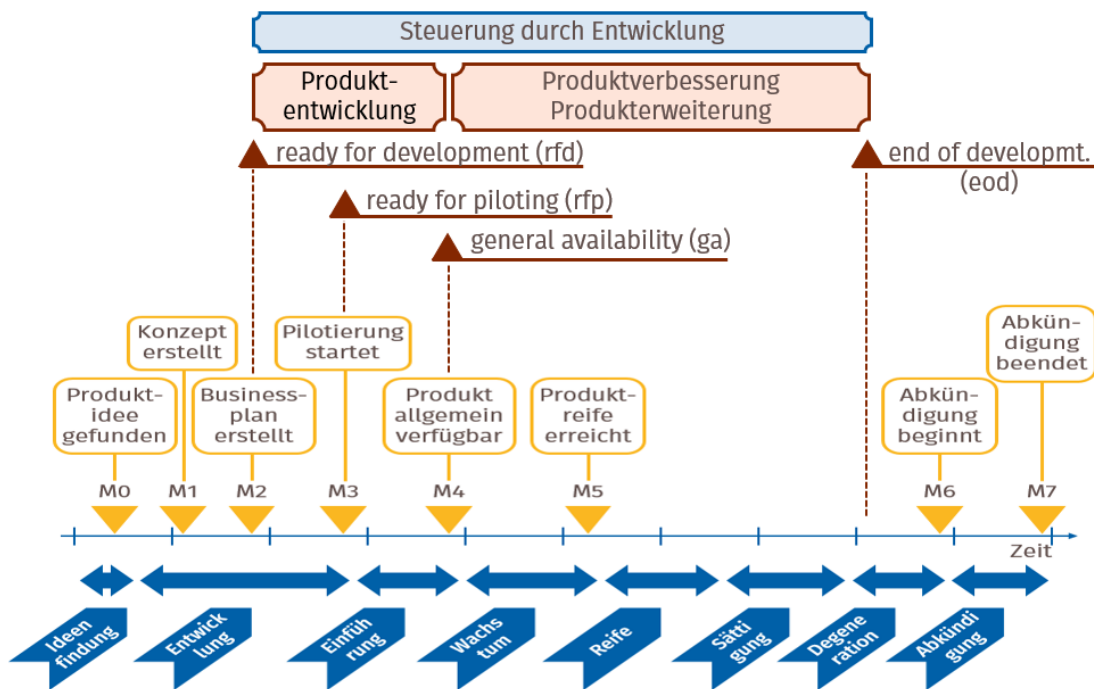 Steuerung durch Entwicklung
Produkt-
entwicklung
Produktverbesserung
Produkterweiterung
ready for development (rfd)
end of developmt.
(eod)
ready for piloting (rfp)
general availability (ga)
Konzept
erstellt
Pilotierung
startet
Abkün-
digung
beendet
Produkt-
idee
gefunden
Business-
plan
erstellt
Produkt
allgemein
verfügbar
Produkt-
reife
erreicht
Abkün-
digung
beginnt
M0
M1
M2
M3
M4
M5
M6
M7
Zeit
Ideen
findung
Entwick
lung
Einfüh
rung
Wachs
tum
Reife
Sätti
gung
Degene
ration
Abkündi
gung